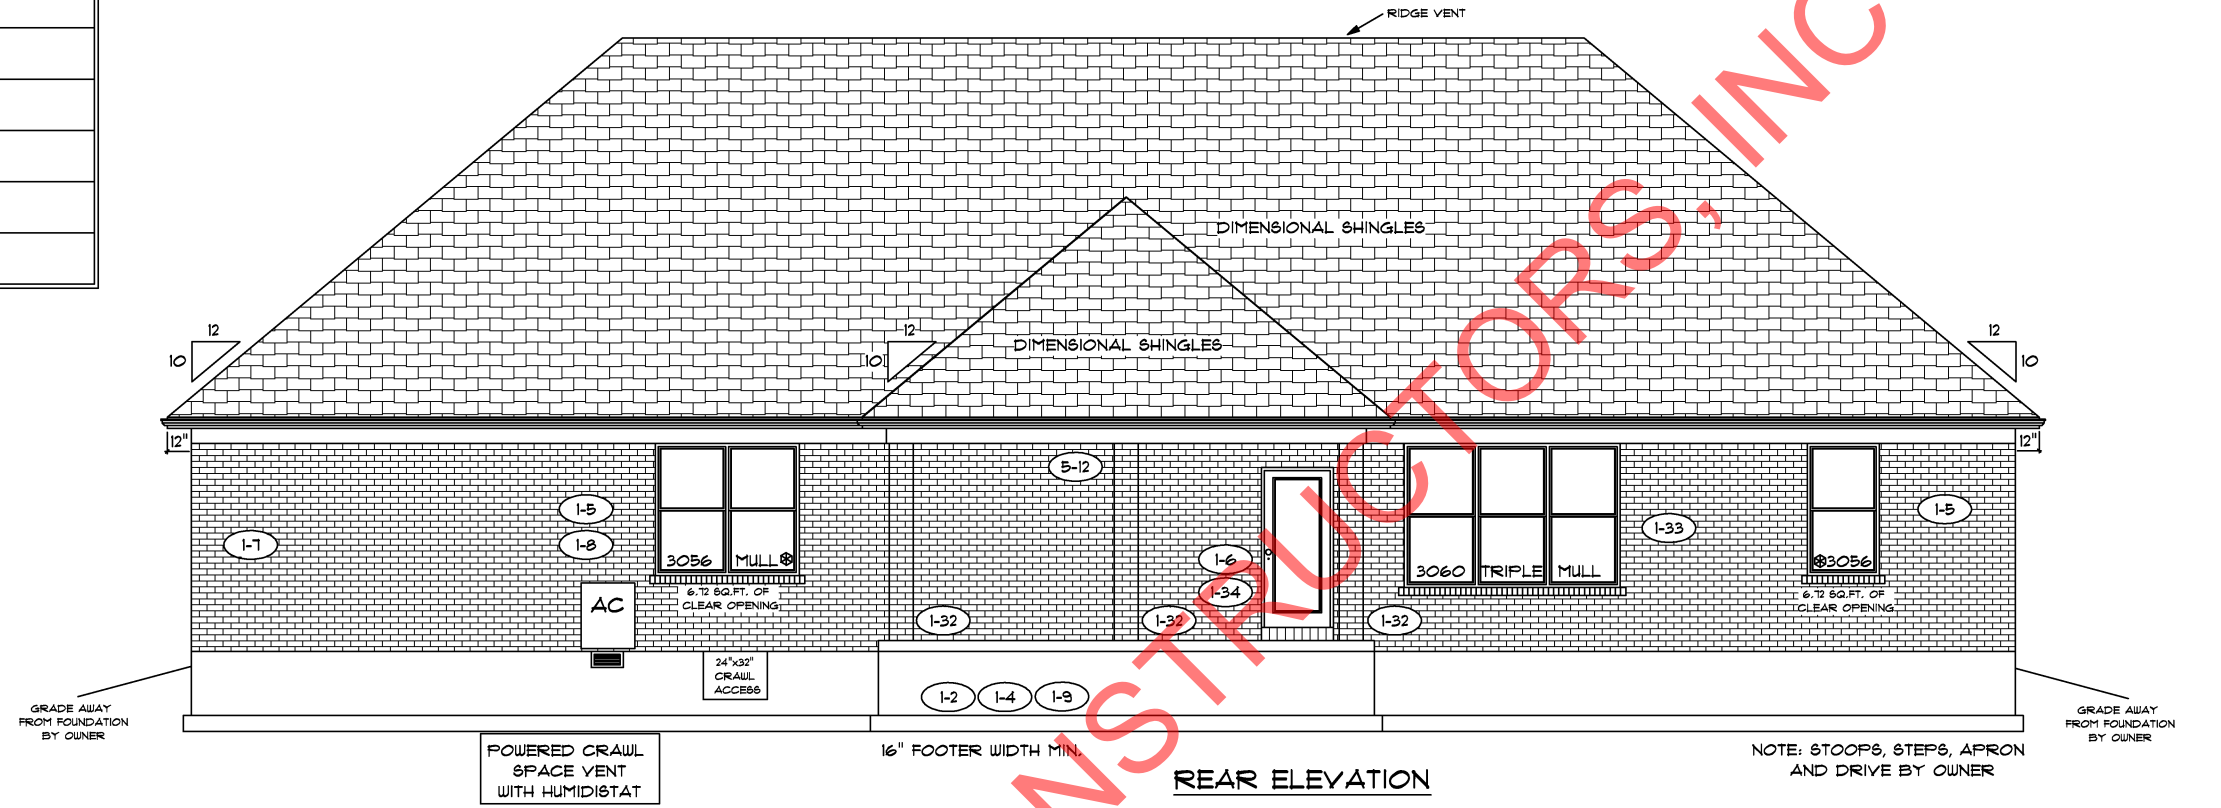 RIDGE VENT
DIMENSIONAL SHINGLES
DIMENSIONAL SHINGLES
12
10
12
10
12
10
12"
12"
5-12
1-5
1-8
1-7
3056 MULL
6.72 SQ.FT. OF
CLEAR OPENING
AC
1-6
1-34
3060 TRIPLE MULL
1-33
3056
6.72 SQ.FT. OF
CLEAR OPENING
1-5
1-32
1-32
1-32
24"x32"
CRAWL
ACCESS
1-2
1-4
1-9
GRADE AWAY
FROM FOUNDATION
BY OWNER
GRADE AWAY
FROM FOUNDATION
BY OWNER
POWERED CRAWL
SPACE VENT
WITH HUMIDISTAT
16" FOOTER WIDTH MIN.
REAR ELEVATION
NOTE: STOOPS, STEPS, APRON
AND DRIVE BY OWNER
NSTRUCTORS, INC